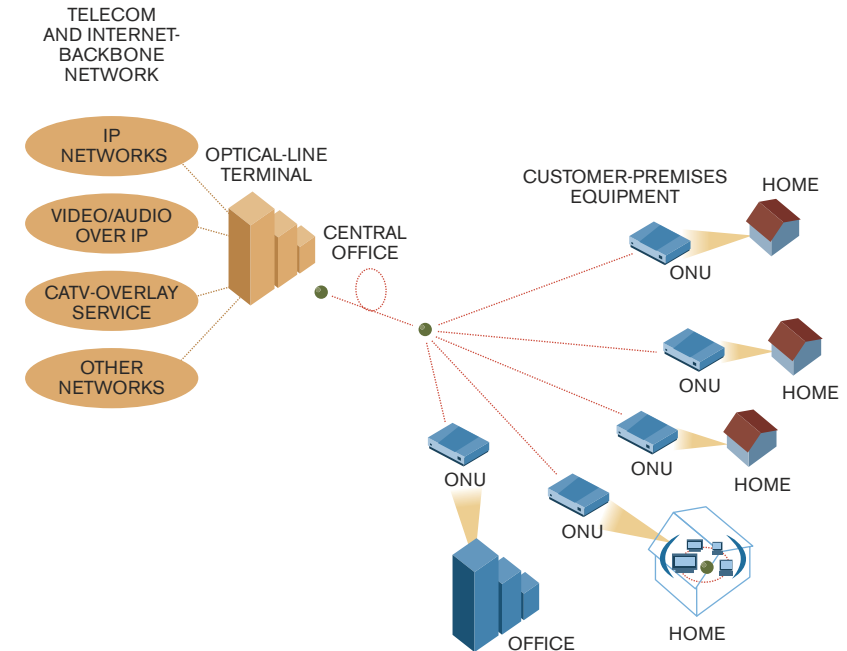 TELECOM
AND INTERNET-
BACKBONE
NETWORK
IP
NETWORKS
VIDEO/AUDIO
OVER IP
CATV-OVERLAY
SERVICE
OTHER
NETWORKS
OPTICAL-LINE
TERMINAL
CENTRAL
OFFICE
CUSTOMER-PREMISES
EQUIPMENT
HOME
ONU
ONU
HOME
ONU
HOME
ONU
ONU
HOME
OFFICE